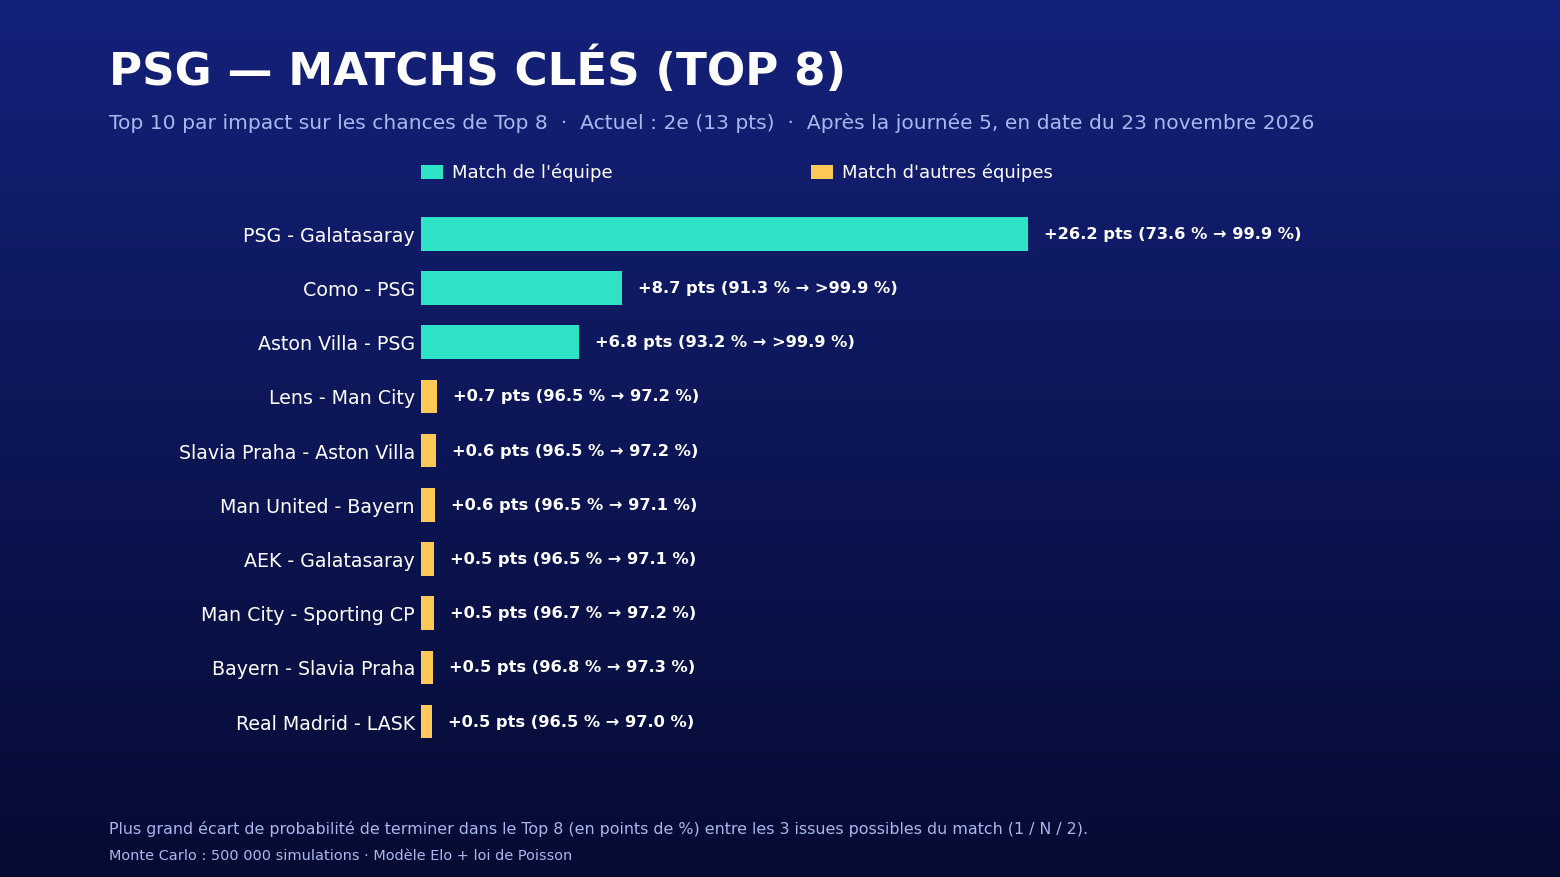 PSG — MATCHS CLÉS (TOP 8)
Top 10 par impact sur les chances de Top 8 · Actuel : 2e (13 pts) · Après la journée 5, en date du 23 novembre 2026
Match de l'équipe
Match d'autres équipes
PSG - Galatasaray +26.2 pts (73.6 % → 99.9 %)
Como - PSG +8.7 pts (91.3 % → >99.9 %)
Aston Villa - PSG +6.8 pts (93.2 % → >99.9 %)
Lens - Man City +0.7 pts (96.5 % → 97.2 %)
Slavia Praha - Aston Villa +0.6 pts (96.5 % → 97.2 %)
Man United - Bayern +0.6 pts (96.5 % → 97.1 %)
AEK - Galatasaray +0.5 pts (96.5 % → 97.1 %)
Man City - Sporting CP +0.5 pts (96.7 % → 97.2 %)
Bayern - Slavia Praha +0.5 pts (96.8 % → 97.3 %)
Real Madrid - LASK +0.5 pts (96.5 % → 97.0 %)
Plus grand écart de probabilité de terminer dans le Top 8 (en points de %) entre les 3 issues possibles du match (1 / N / 2).
Monte Carlo : 500 000 simulations · Modèle Elo + loi de Poisson